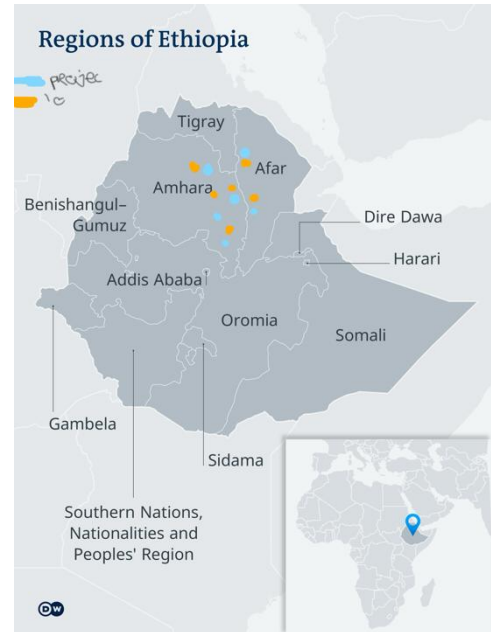 Regions of Ethiopia
projec
Tigray
Afar
Amhara
Benishangul–
Gumuz
Dire Dawa
Harari
Addis Ababa
Oromia
Somali
Gambela
Sidama
Southern Nations,
Nationalities and
Peoples' Region
DW